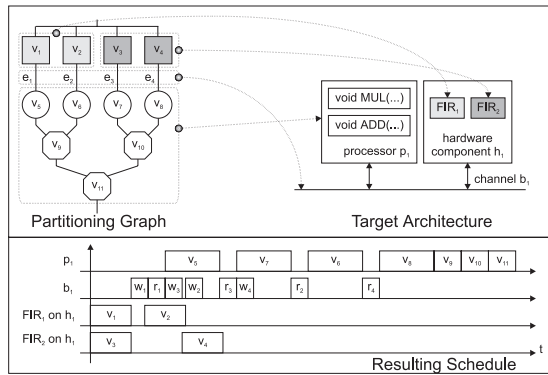 v1 v2 v3 v4
e1 e2 e3 e4
v5 v6 v7 v8
v9 v10
v11
Partitioning Graph
void MUL(...)
void ADD(...)
processor p1
FIR1 FIR2
hardware
component h1
channel b1
Target Architecture
p1 v5 v7 v6 v8 v9 v10 v11
b1 w1 r1 w3 w2 r3 w4 r2 r4
FIR1 on h1 v1 v2
FIR2 on h1 v3 v4
t
Resulting Schedule